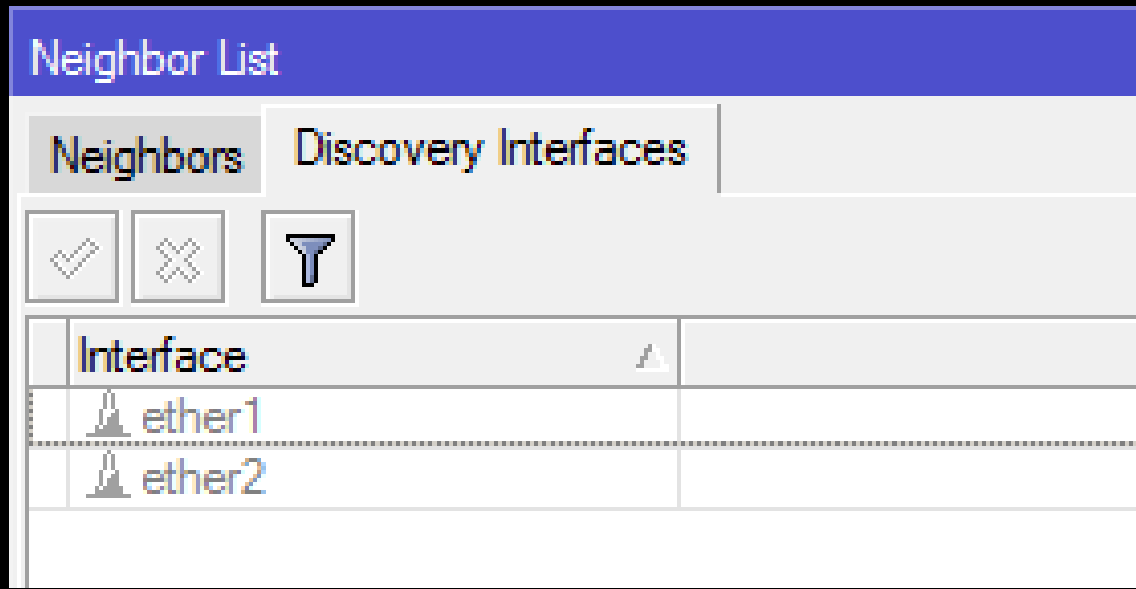 Neighbor List
Neighbors Discovery Interfaces
Interface
ether1
ether2